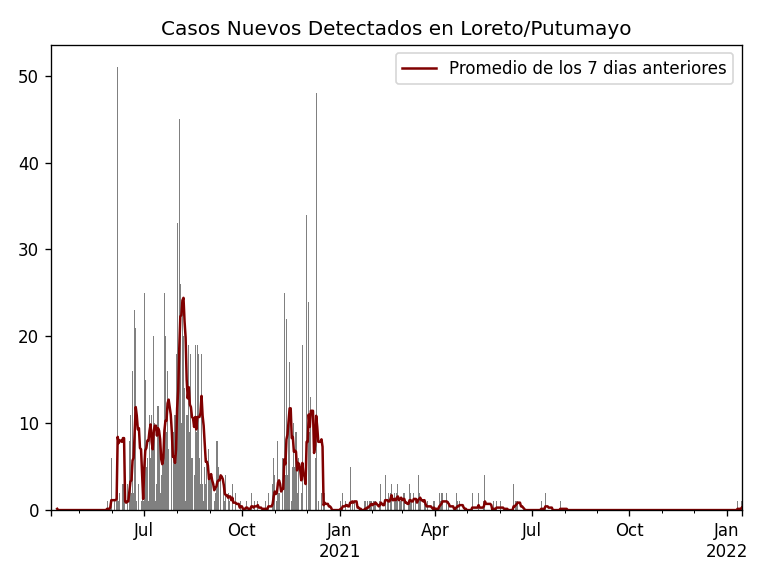 Casos Nuevos Detectados en Loreto/Putumayo
Promedio de los 7 dias anteriores
50
40
30
20
10
0
Jul Oct Jan Apr Jul Oct Jan
2021 2022